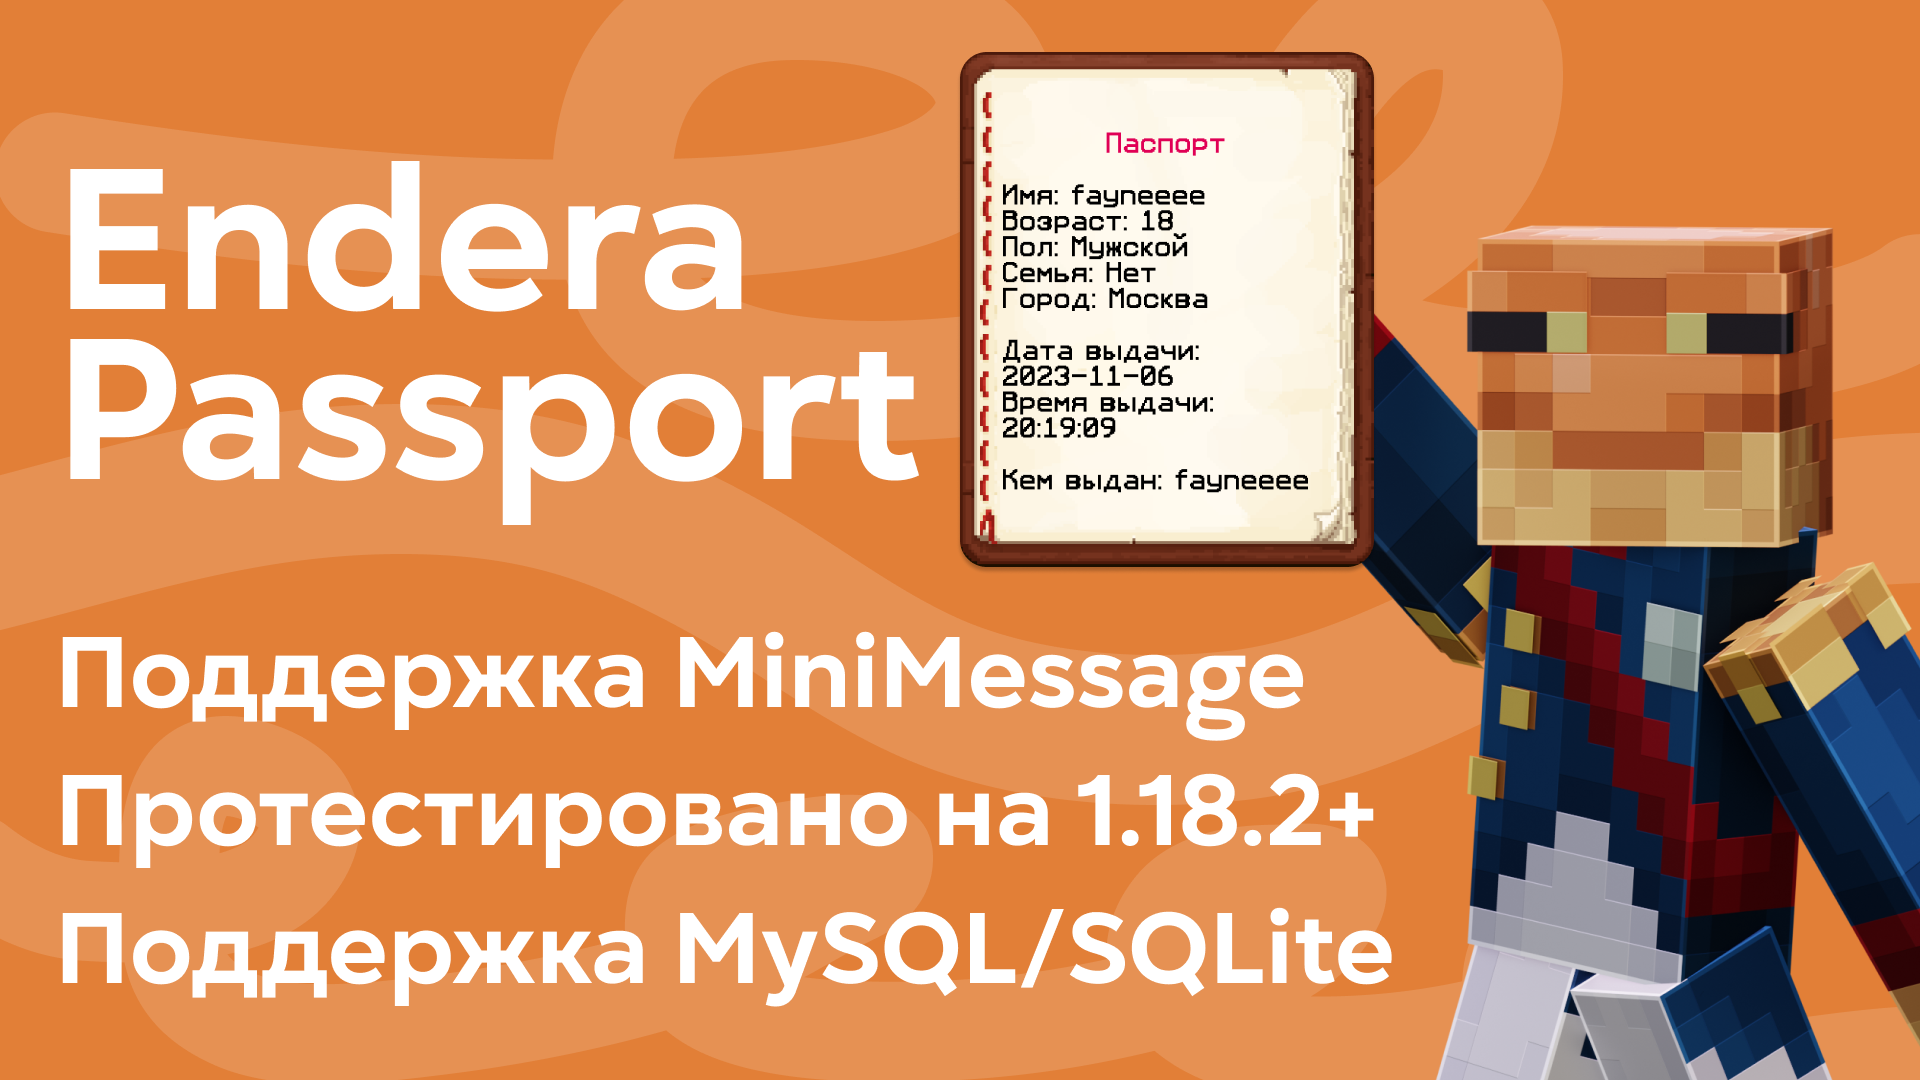 Endera
Passport
Паспорт
Имя: fayneeee
Возраст: 18
Пол: Мужской
Семья: Нет
Город: Москва
Дата выдачи:
2023-11-06
Время выдачи:
20:19:09
Кем выдан: fayneeee
Поддержка MiniMessage
Протестировано на 1.18.2+
Поддержка MySQL/SQLite